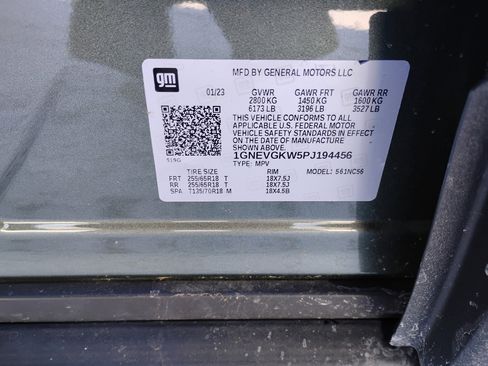 gm
MFD BY GENERAL MOTORS LLC
01/23 GVWR GAWR FRT GAWR RR
2800KG 1450 KG 1600 KG
6173 LB 3196 LB 3527 LB
THIS VEHICLE CONFORMS TO ALL
APPLICABLE U.S. FEDERAL MOTOR
VEHICLE SAFETY STANDARDS IN EFFECT
ON THE DATE OF MANUFACTURE
SHOWN ABOVE.
1GNEVGKW5PJ194456
TYPE: MPV
TIRE SIZE RIM MODEL: 561NC56
FRT 255/65R18 T 18X7.5J
RR 255/65R18 T 18X7.5J
SPA T135/70R18 M 18X4.5B